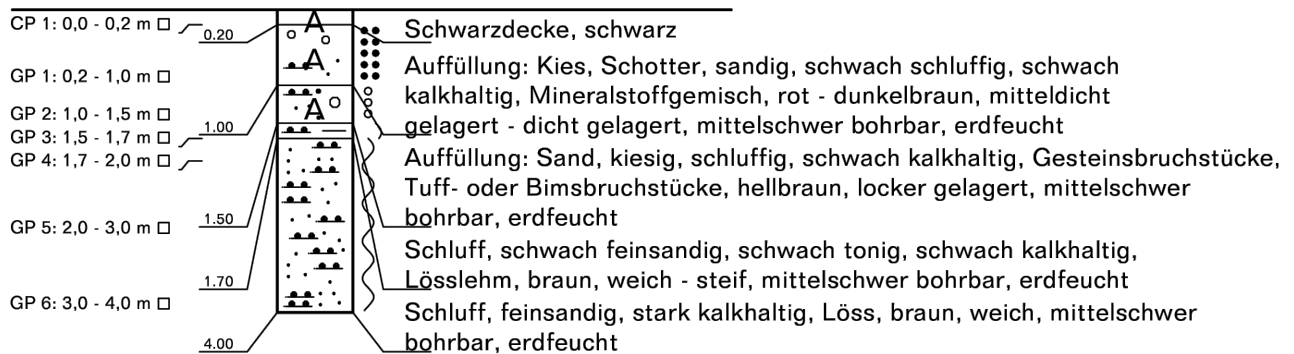 CP 1: 0,0 - 0,2 m
0.20
A
Schwarzdecke, schwarz
GP 1: 0,2 - 1,0 m
A
Auffüllung: Kies, Schotter, sandig, schwach schluffig, schwach
kalkhaltig, Mineralstoffgemisch, rot - dunkelbraun, mitteldicht
gelagert - dicht gelagert, mittelschwer bohrbar, erdfeucht
GP 2: 1,0 - 1,5 m
A
1.00
GP 3: 1,5 - 1,7 m
GP 4: 1,7 - 2,0 m
Auffüllung: Sand, kiesig, schluffig, schwach kalkhaltig, Gesteinsbruchstücke,
Tuff- oder Bimsbruchstücke, hellbraun, locker gelagert, mittelschwer
bohrbar, erdfeucht
1.50
GP 5: 2,0 - 3,0 m
Schluff, schwach feinsandig, schwach tonig, schwach kalkhaltig,
Lösslehm, braun, weich - steif, mittelschwer bohrbar, erdfeucht
1.70
GP 6: 3,0 - 4,0 m
Schluff, feinsandig, stark kalkhaltig, Löss, braun, weich, mittelschwer
bohrbar, erdfeucht
4.00